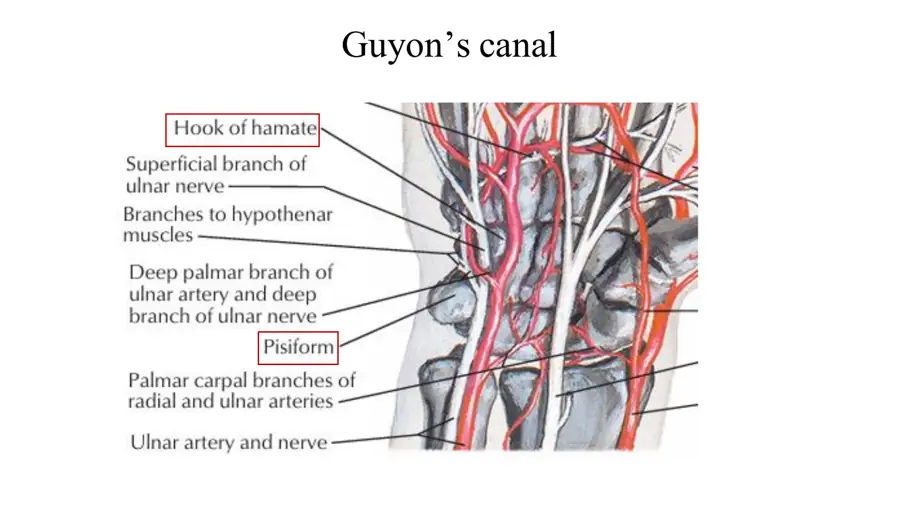 Guyon’s canal
Hook of hamate
Superficial branch of
ulnar nerve
Branches to hypothenar
muscles
Deep palmar branch of
ulnar artery and deep
branch of ulnar nerve
Pisiform
Palmar carpal branches of
radial and ulnar arteries
Ulnar artery and nerve